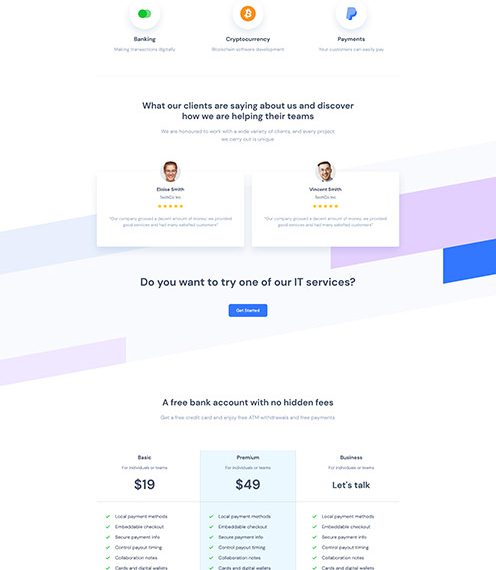 Banking Cryptocurrency Payments
Making transactions digitally Blockchain software development Your customers can easily pay
What our clients are saying about us and discover
how we are helping their teams
We are honoured to work with a wide variety of clients, and every project
we carry out is unique
Eloise Smith Vincent Smith
TechCo Inc TechCo Inc
"Our company grossed a decent amount of money, we provided "Our company grossed a decent amount of money, we provided
good services and had many satisfied customers" good services and had many satisfied customers"
Do you want to try one of our IT services?
Get Started
A free bank account with no hidden fees
Get a free credit card and enjoy free ATM withdrawals and free payments
Basic Premium Business
For individuals or teams For individuals or teams For individuals or teams
$19 $49 Let's talk
Local payment methods Local payment methods Local payment methods
Embeddable checkout Embeddable checkout Embeddable checkout
Secure payment info Secure payment info Secure payment info
Control payout timing Control payout timing Control payout timing
Collaboration notes Collaboration notes Collaboration notes
Cards and digital wallets Cards and digital wallets Cards and digital wallets